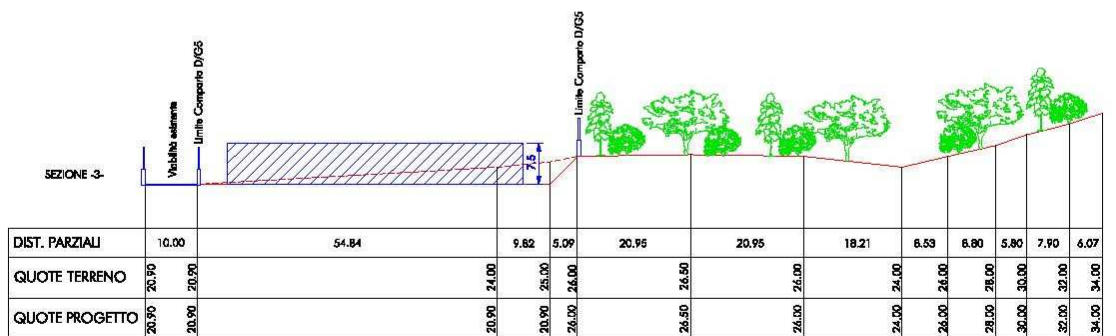 Viabilità esistente
Limite Comparto D/G5
Limite Comparto D/G5
7.5
SEZIONE -3-
DIST. PARZIALI 10.00 54.84 9.82 5.09 20.95 20.95 18.21 8.53 8.80 5.80 7.90 6.07
QUOTE TERRENO 20.90 20.90 24.00 25.00 26.00 26.50 26.00 24.00 26.00 28.00 30.00 32.00 34.00
QUOTE PROGETTO 20.90 20.90 20.90 20.90 26.00 26.50 26.00 24.00 26.00 28.00 30.00 32.00 34.00